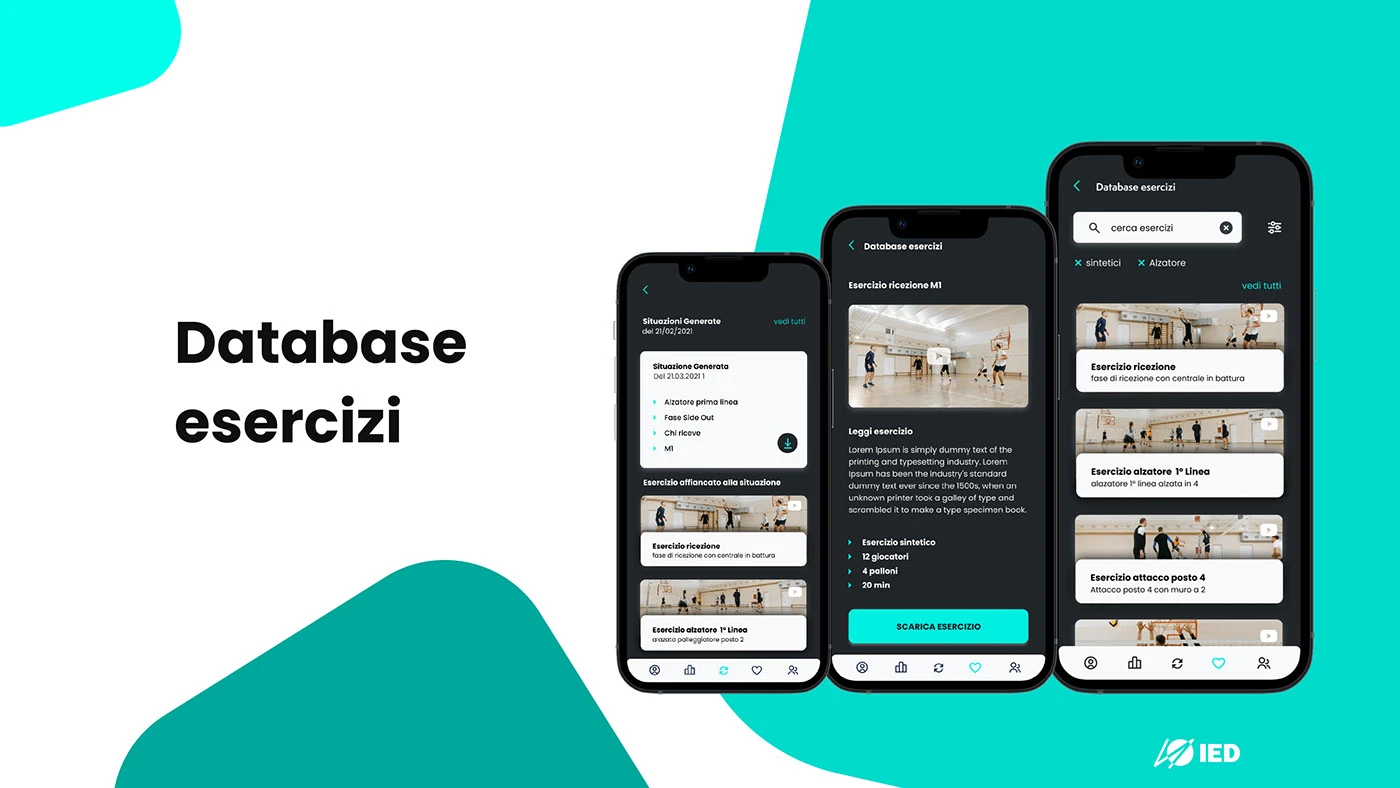 Database
esercizi
Situazioni Generate
del 21/02/2021
vedi tutti
Situazione Generata
Del 21.03.2021 1
Alzatore prima linea
Fase Side Out
Chi riceve
M1
Esercizio affiancato alla situazione
Esercizio ricezione
fase di ricezione con centrale in battura
Esercizio alzatore 1° Linea
alazata palleggiatore posto 2
Database esercizi
Esercizio ricezione M1
Leggi esercizio
Lorem Ipsum is simply dummy text of the
printing and typesetting industry. Lorem
Ipsum has been the industry's standard
dummy text ever since the 1500s, when an
unknown printer took a galley of type and
scrambled it to make a type specimen book.
Esercizio sintetico
12 giocatori
4 palloni
20 min
SCARICA ESERCIZIO
Database esercizi
cerca esercizi
sintetici
Alzatore
vedi tutti
Esercizio ricezione
fase di ricezione con centrale in battura
Esercizio alzatore 1° Linea
alazatore 1° linea alzata in 4
Esercizio attacco posto 4
Attacco posto 4 con muro a 2
IED